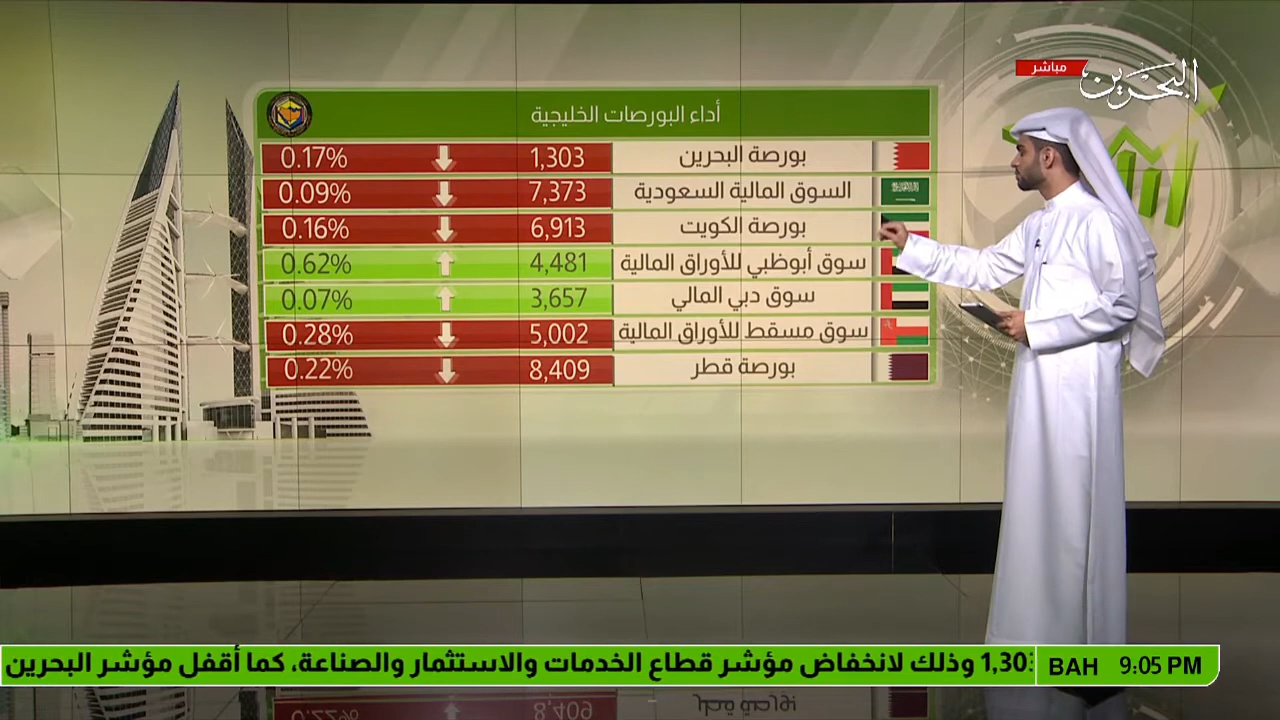 البحرين
مباشر
أداء البورصات الخليجية
بورصة البحرين 1,303 0.17%
السوق المالية السعودية 7,373 0.09%
بورصة الكويت 6,913 0.16%
سوق أبوظبي للأوراق المالية 4,481 0.62%
سوق دبي المالي 3,657 0.07%
سوق مسقط للأوراق المالية 5,002 0.28%
بورصة قطر 8,409 0.22%
BAH 9:05 PM
1,30 وذلك لانخفاض مؤشر قطاع الخدمات والاستثمار والصناعة، كما أقفل مؤشر البحرين